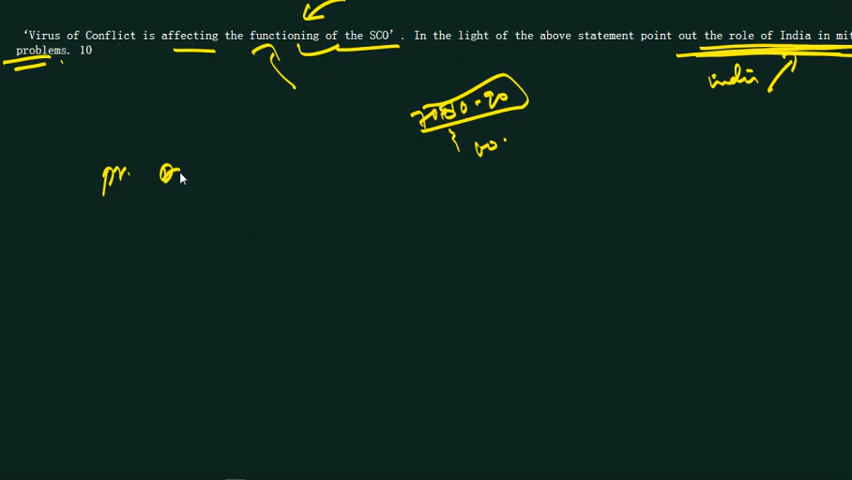 ‘Virus of Conflict is affecting the functioning of the SCO’. In the light of the above statement point out the role of India in mit
problems. 10
india